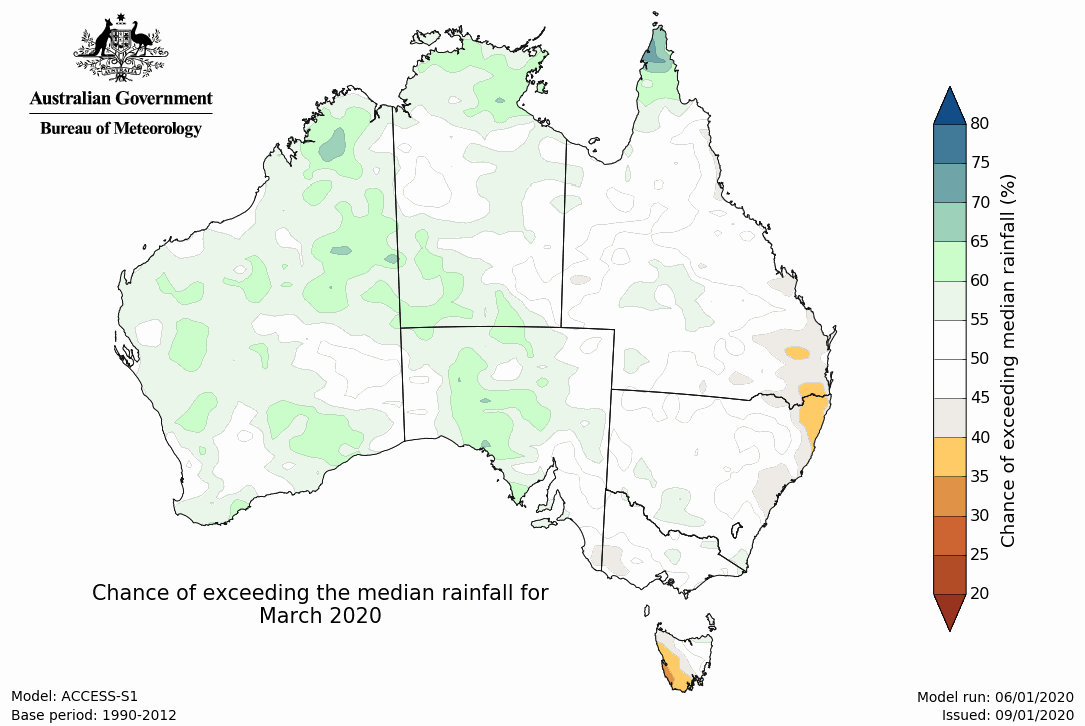 Australian Government
Bureau of Meteorology
80
75
70
65
60
55
50
45
40
35
30
25
20
Chance of exceeding median rainfall (%)
Chance of exceeding the median rainfall for
March 2020
Model: ACCESS-S1
Base period: 1990-2012
Model run: 06/01/2020
Issued: 09/01/2020